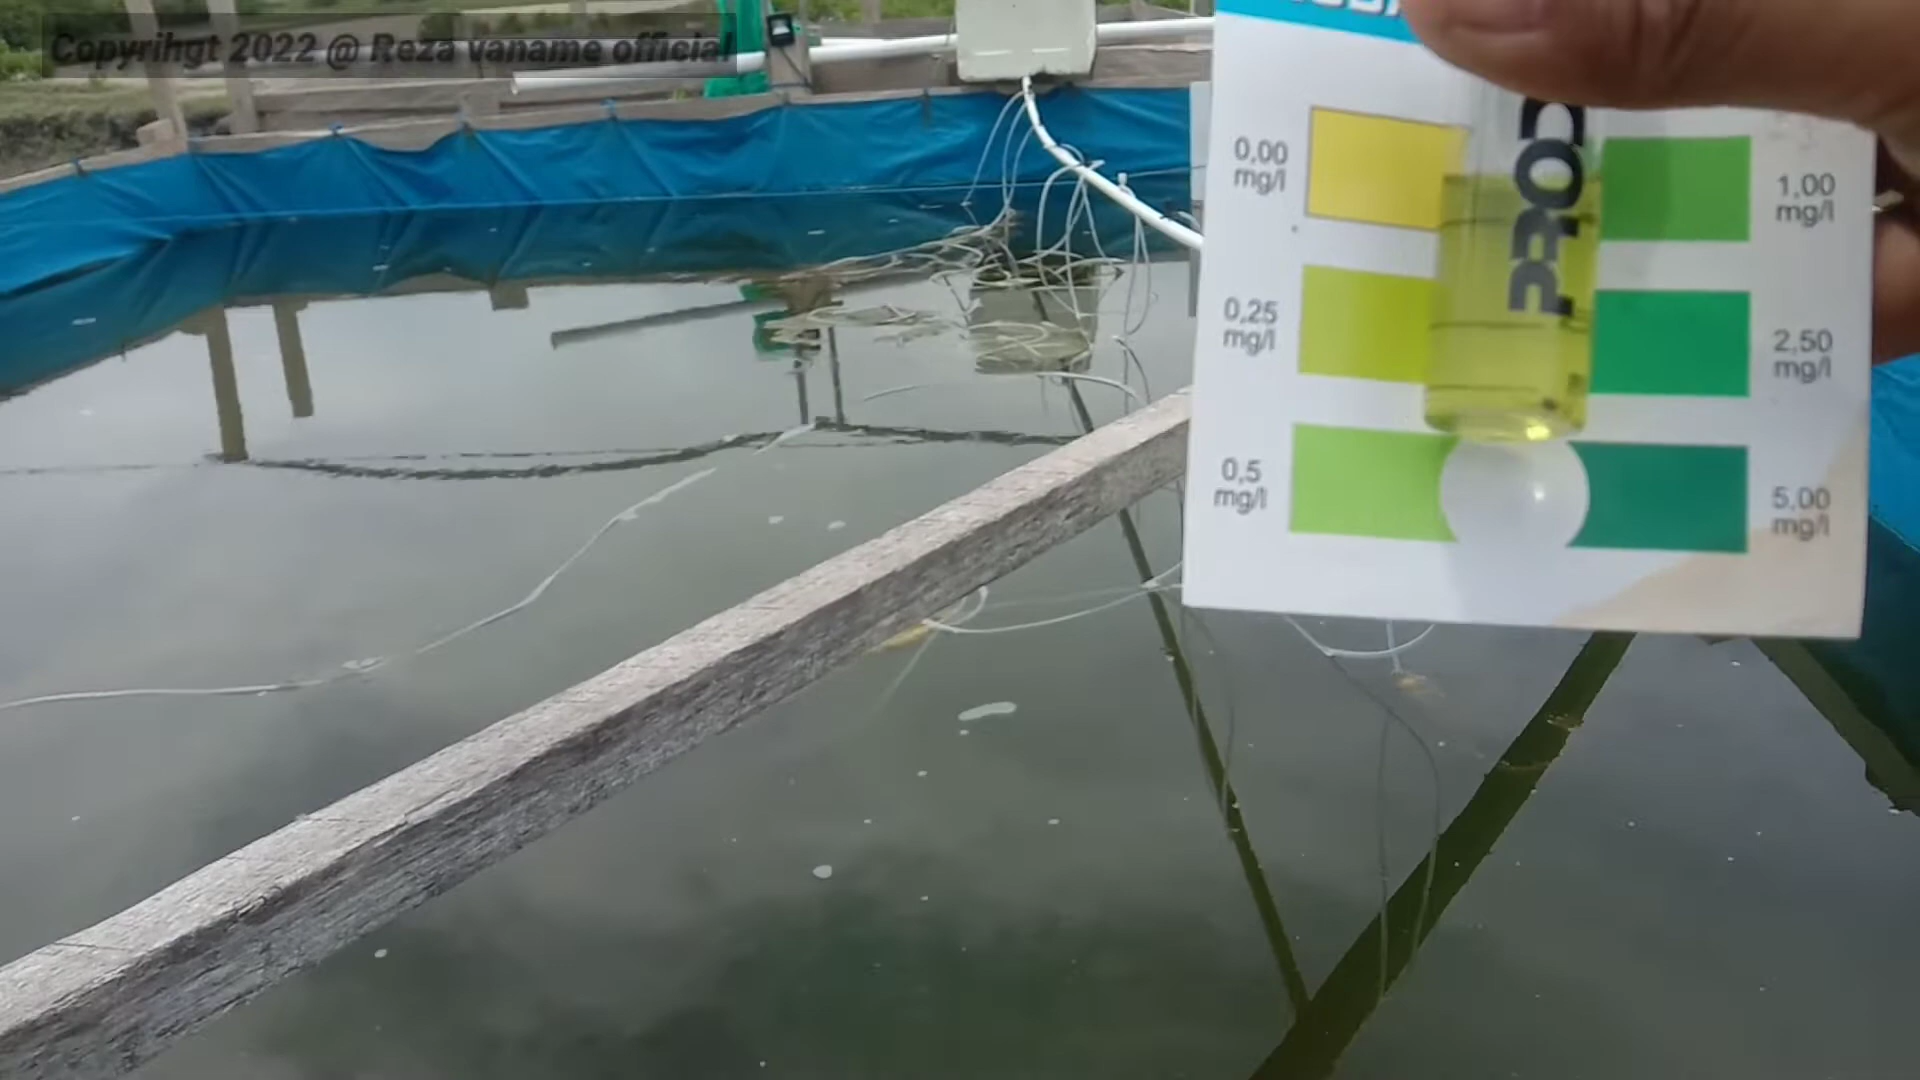 Copyrihgt 2022 @ Reza vaname official
0,00
mg/l
1,00
mg/l
0,25
mg/l
2,50
mg/l
0,5
mg/l
5,00
mg/l